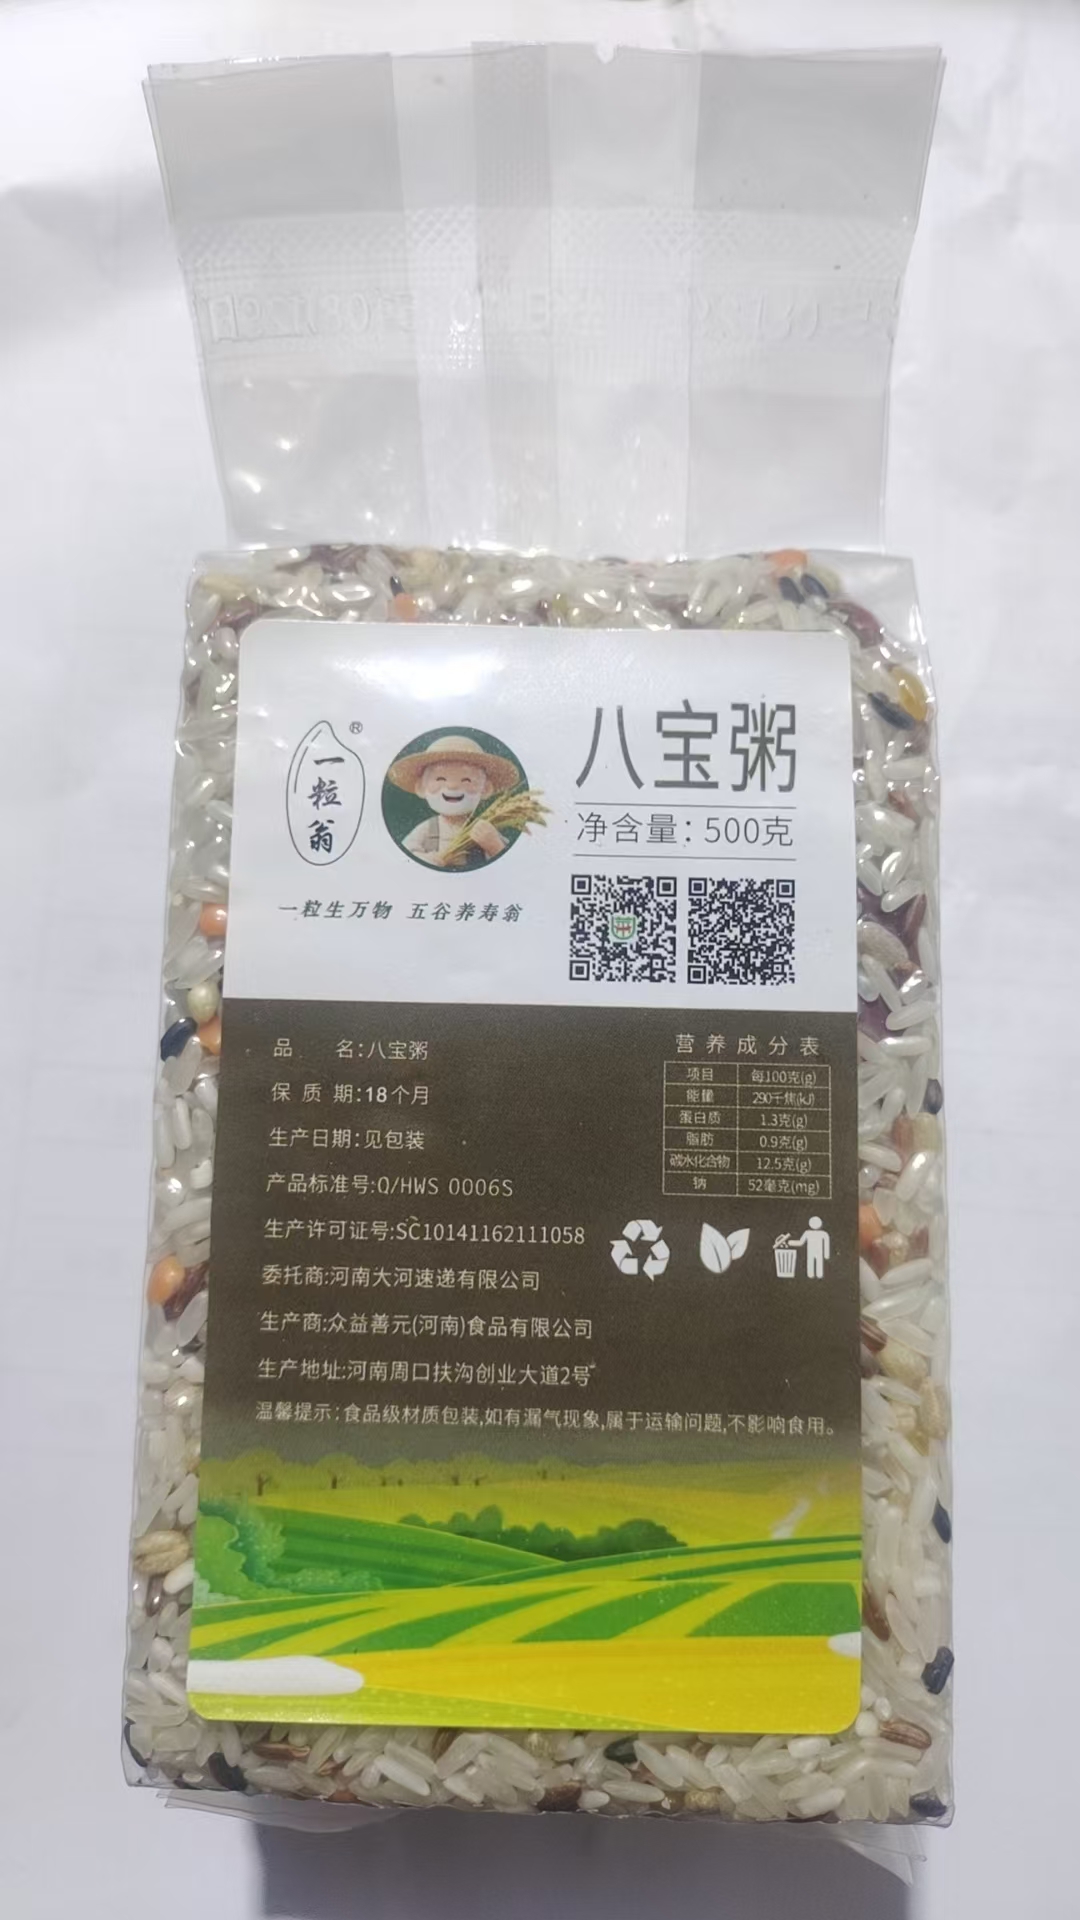 一粒翁®
八宝粥
净含量：500克
一粒生万物 五谷养寿翁
品 名:八宝粥
保 质 期:18个月
生产日期:见包装
产品标准号:Q/HWS 0006S
生产许可证号:SC10141162111058
委托商:河南大河速递有限公司
生产商:众益善元(河南)食品有限公司
生产地址:河南周口扶沟创业大道2号
温馨提示:食品级材质包装,如有漏气现象,属于运输问题,不影响食用。
营养成分表
项目 每100克(g)
能量 290千焦(kJ)
蛋白质 1.3克(g)
脂肪 0.9克(g)
碳水化合物 12.5克(g)
钠 52毫克(mg)